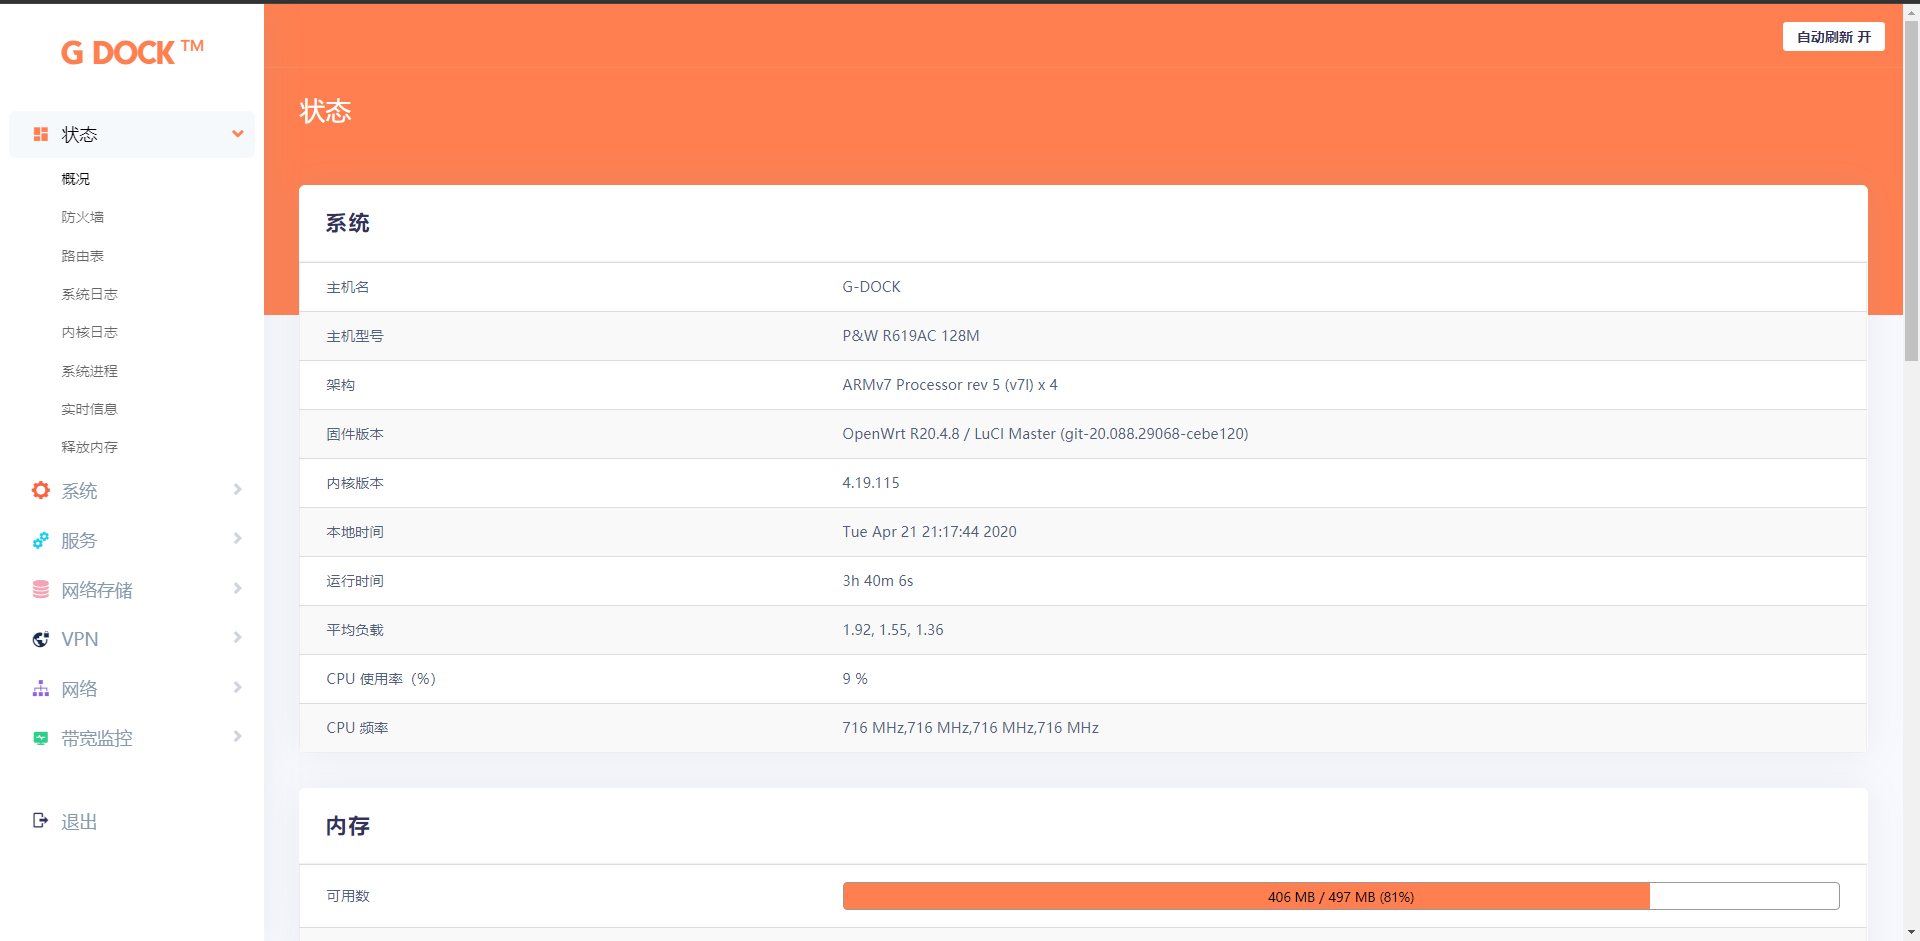 G DOCK TM
自动刷新 开
状态
概况
防火墙
路由表
系统日志
内核日志
系统进程
实时信息
释放内存
系统
服务
网络存储
VPN
网络
带宽监控
退出
状态
系统
主机名 G-DOCK
主机型号 P&W R619AC 128M
架构 ARMv7 Processor rev 5 (v7l) x 4
固件版本 OpenWrt R20.4.8 / LuCI Master (git-20.088.29068-cebe120)
内核版本 4.19.115
本地时间 Tue Apr 21 21:17:44 2020
运行时间 3h 40m 6s
平均负载 1.92, 1.55, 1.36
CPU 使用率（%） 9 %
CPU 频率 716 MHz,716 MHz,716 MHz,716 MHz
内存
可用数 406 MB / 497 MB (81%)